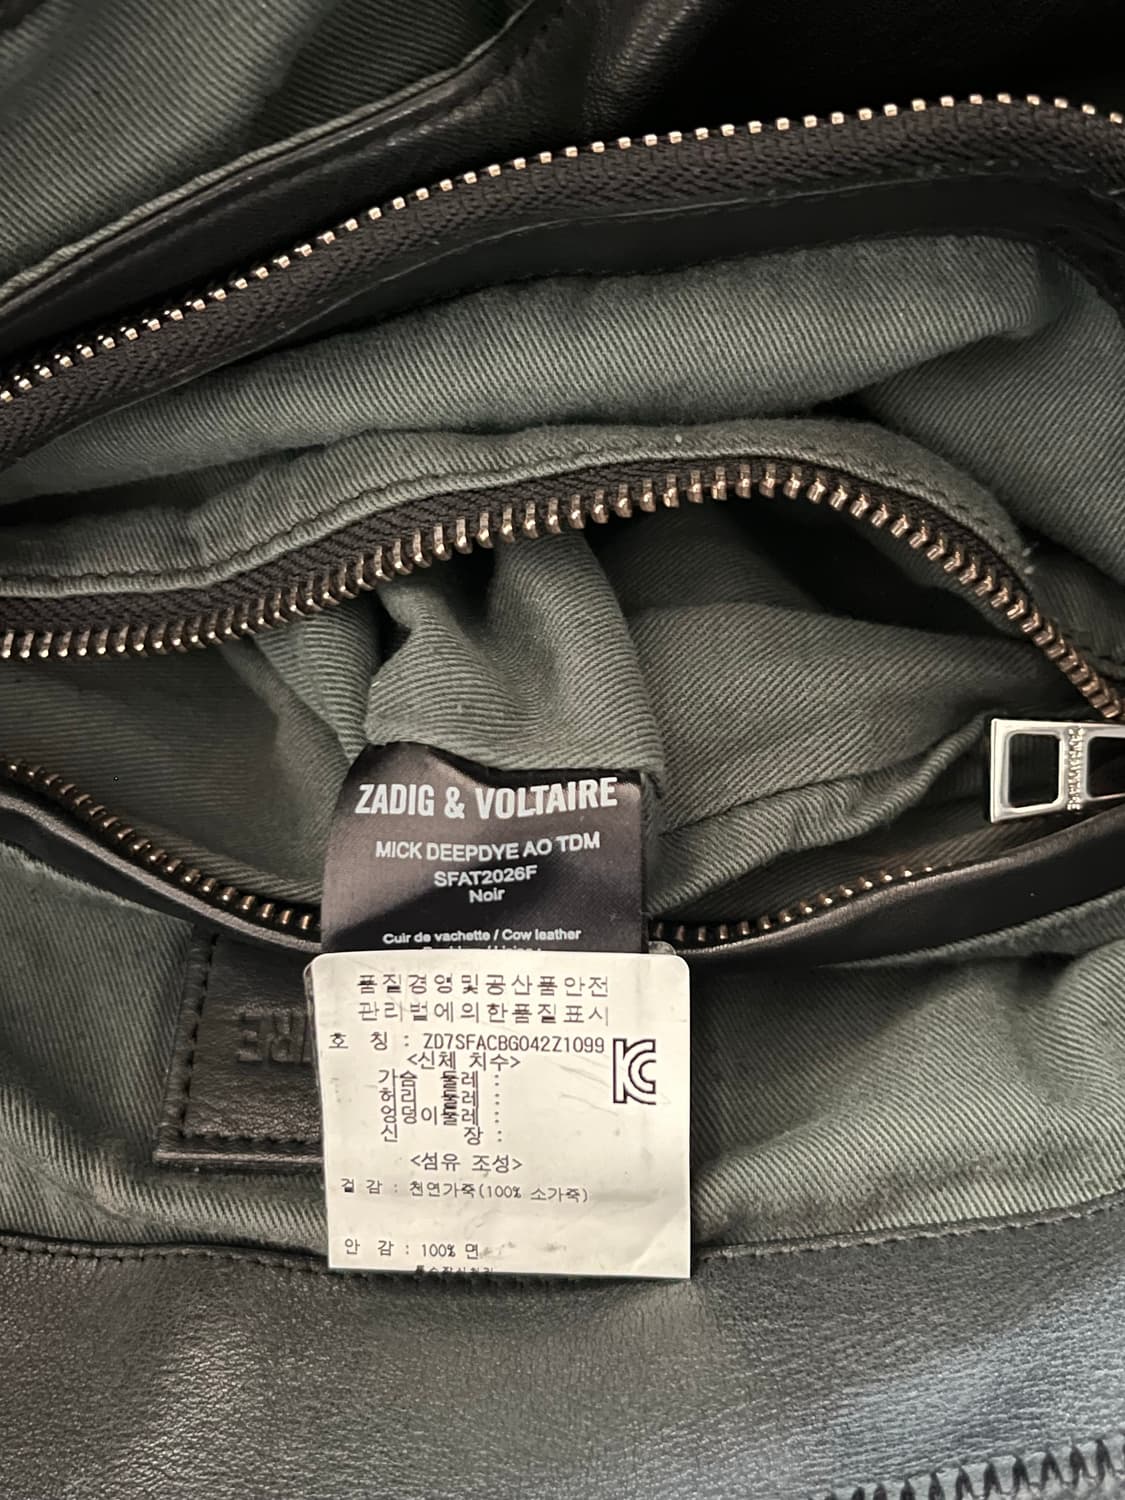 ZADIG & VOLTAIRE
MICK DEEPDYE AO TDM
SFAT2026F
Noir
Cuir de vachette / Cow leather
품질경영및공산품안전
관리법에의한품질표시
호 칭 : ZD7SFACBG042Z1099
<신체 치수>
가슴 둘레 :
허리 둘레 :
엉덩이둘레 :
신 장 :
<섬유 조성>
겉 감 : 천연가죽(100% 소가죽)
안 감 : 100% 면